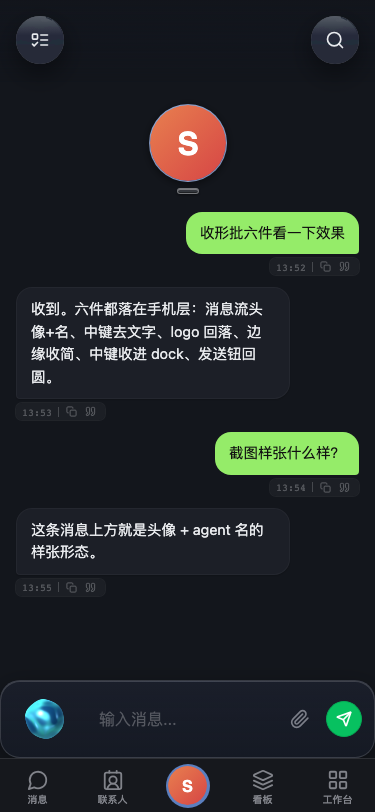 S
收形批六件看一下效果
13:52
收到。六件都落在手机层：消息流头
像+名、中键去文字、logo 回落、边
缘收简、中键收进 dock、发送钮回
圆。
13:53
截图样张什么样？
13:54
这条消息上方就是头像 + agent 名的
样张形态。
13:55
输入消息...
消息
联系人
S
看板
工作台